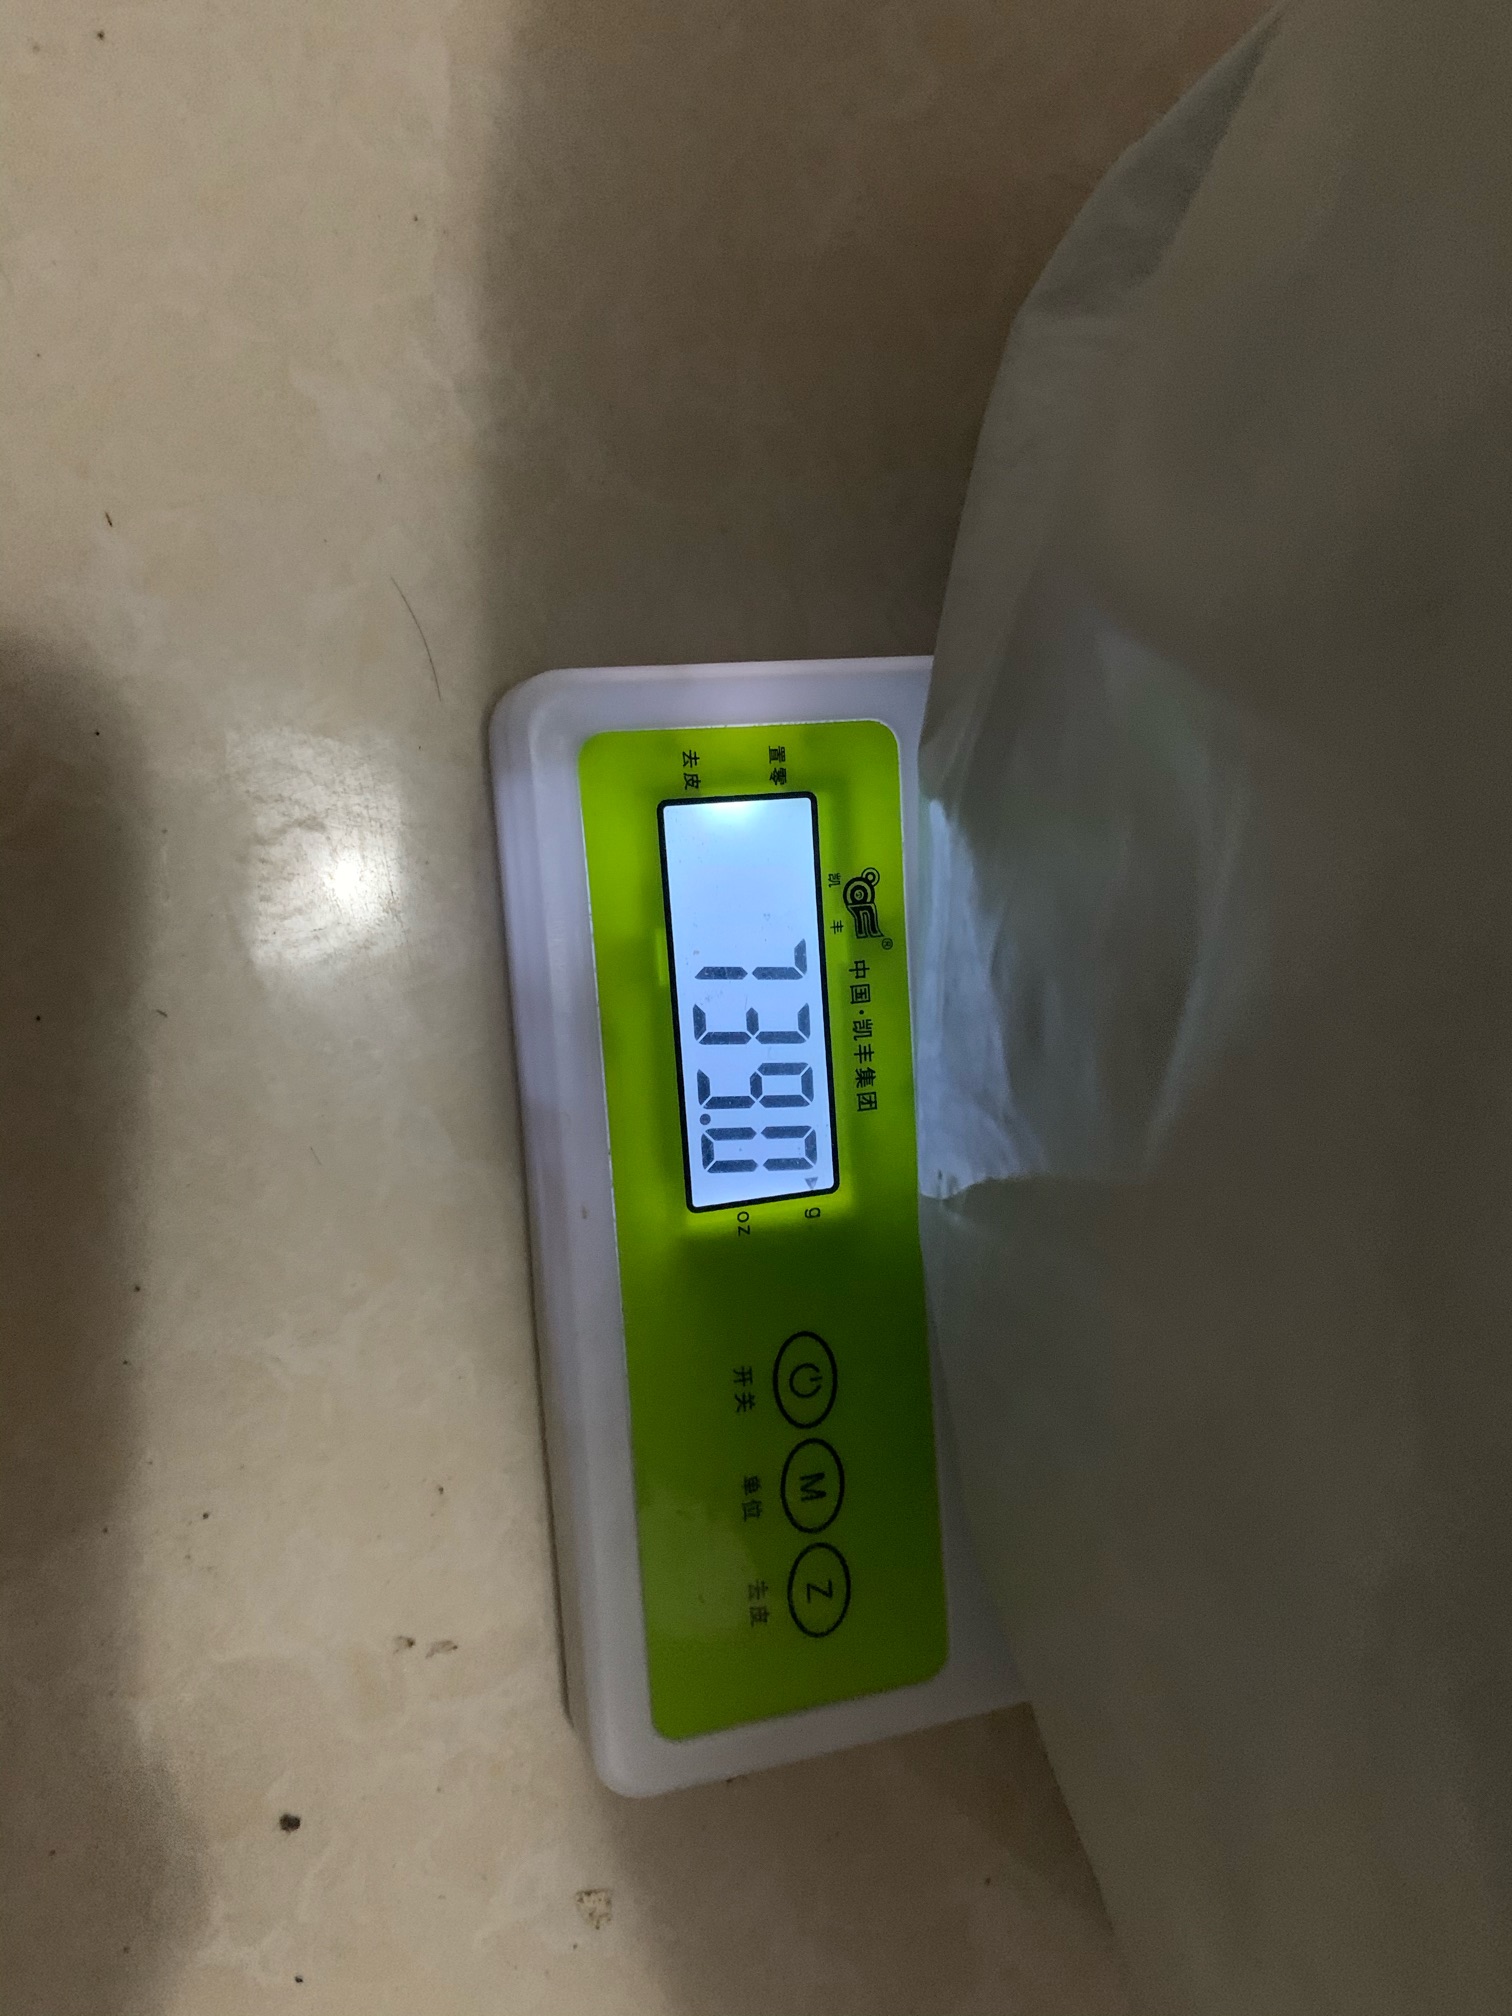 ® 中国·凯丰集团
凯 丰
置零 739.0 g
去皮 oz
M Z
开关 单位 去皮